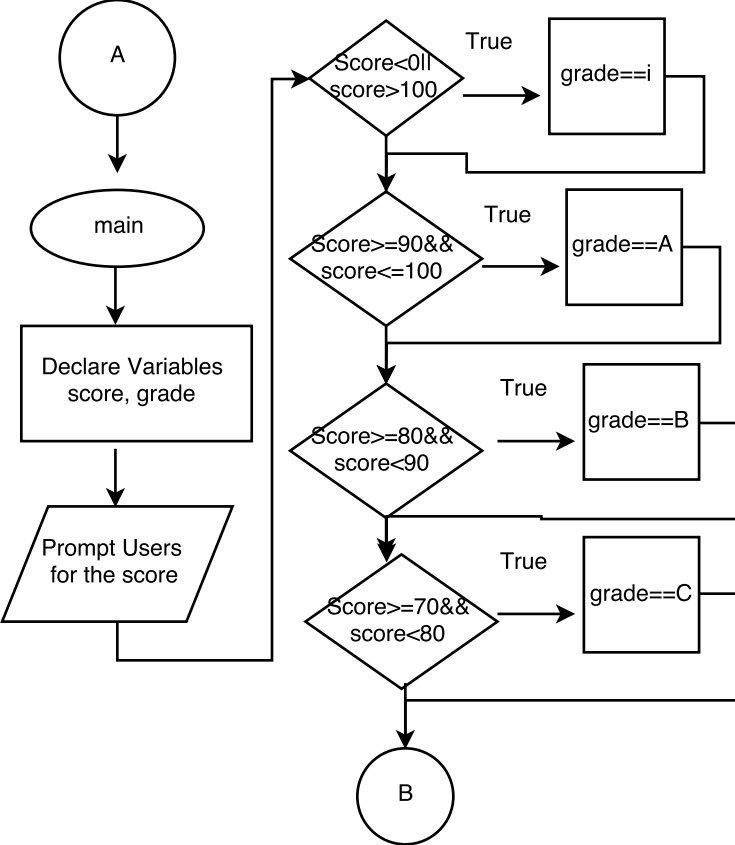 A
main
Declare Variables
score, grade
Prompt Users
for the score
Score<0||
score>100
True
grade==i
Score>=90&&
score<=100
True
grade==A
Score>=80&&
score<90
True
grade==B
Score>=70&&
score<80
True
grade==C
B